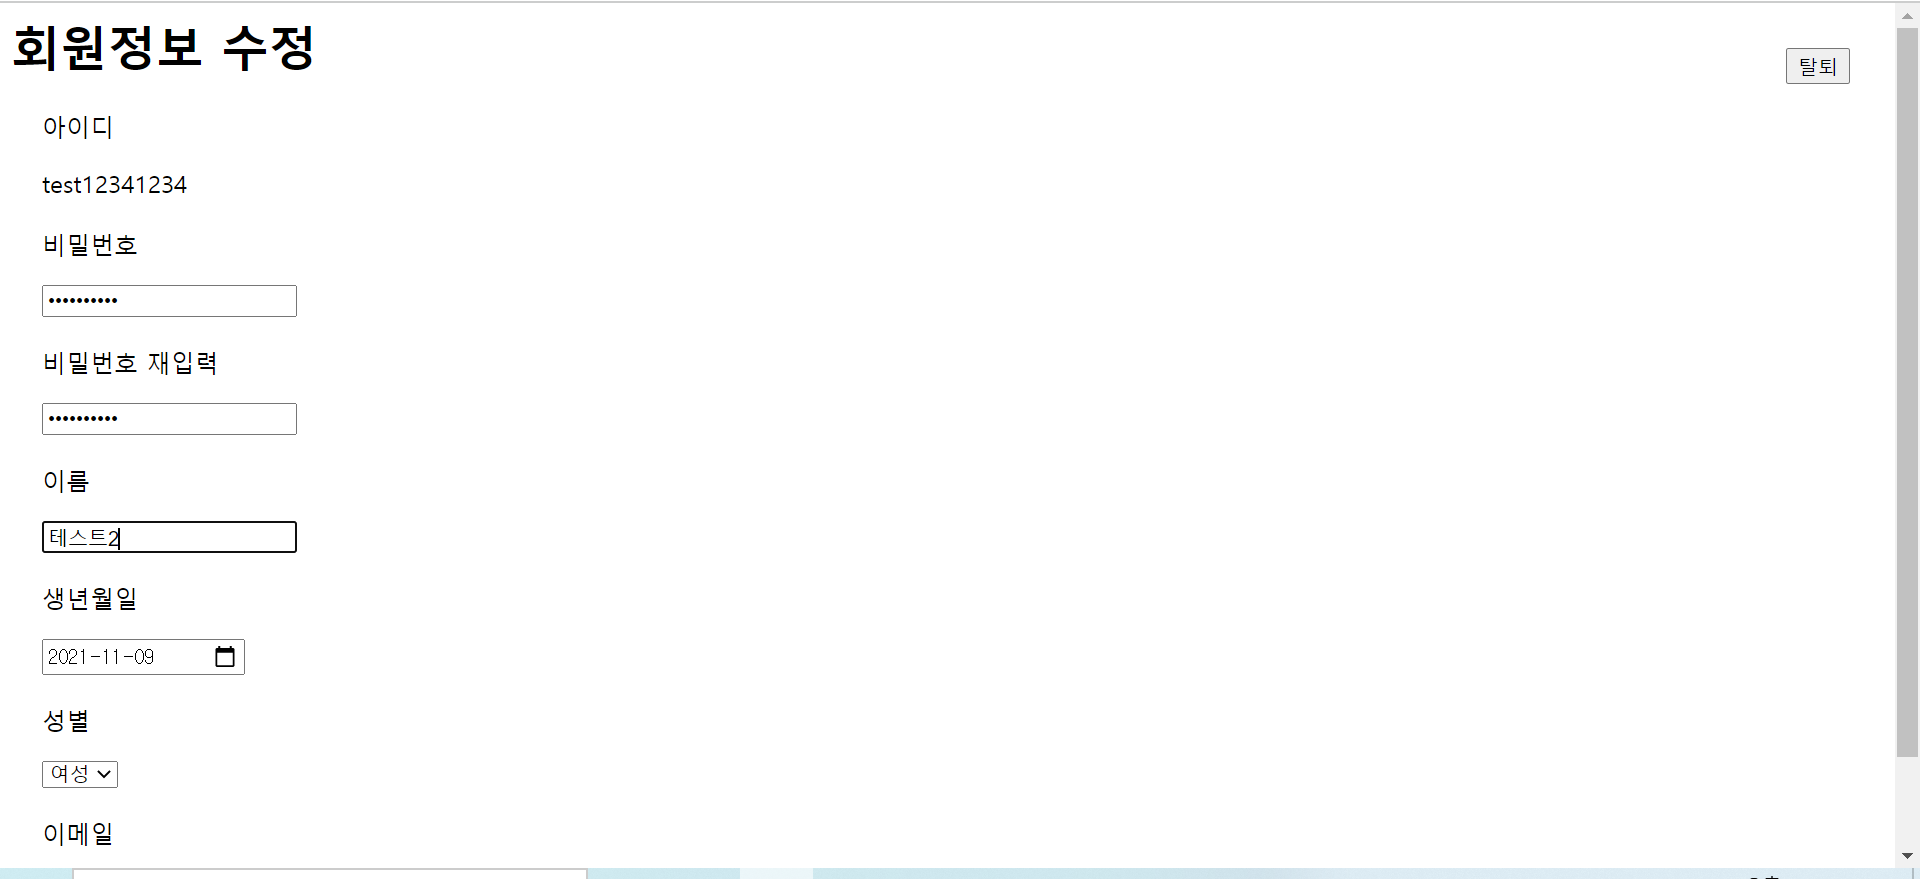 회원정보 수정
탈퇴
아이디
test12341234
비밀번호
••••••••••
비밀번호 재입력
••••••••••
이름
테스트2
생년월일
2021-11-09
성별
여성
이메일